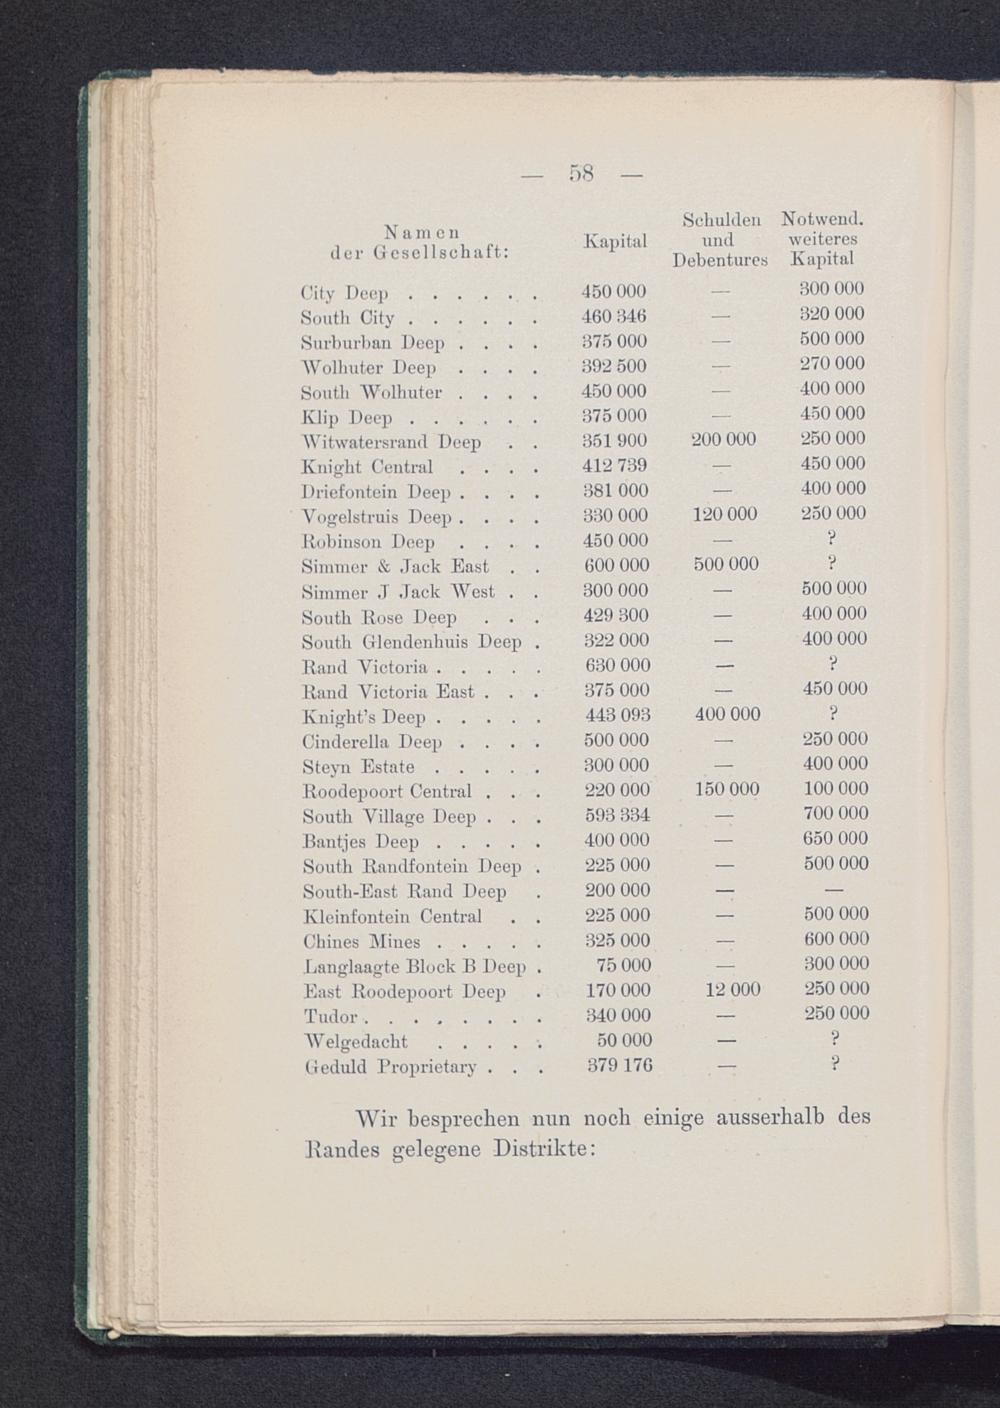 — 58 —
Namen der Gesellschaft: Kapital Schulden und Debentures Notwend. weiteres Kapital
City Deep . . . . . . 450 000 — 300 000
South City . . . . . . 460 346 — 320 000
Surburban Deep . . . . 375 000 — 500 000
Wolhuter Deep . . . . 392 500 — 270 000
South Wolhuter . . . . 450 000 — 400 000
Klip Deep . . . . . . 375 000 — 450 000
Witwatersrand Deep . . 351 900 200 000 250 000
Knight Central . . . . 412 739 — 450 000
Driefontein Deep . . . . 381 000 — 400 000
Vogelstruis Deep . . . . 330 000 120 000 250 000
Robinson Deep . . . . 450 000 — ?
Simmer & Jack East . . 600 000 500 000 ?
Simmer J Jack West . . 300 000 — 500 000
South Rose Deep . . . 429 300 — 400 000
South Glendenhuis Deep . 322 000 — 400 000
Rand Victoria . . . . . 630 000 — ?
Rand Victoria East . . . 375 000 — 450 000
Knight's Deep . . . . . 443 093 400 000 ?
Cinderella Deep . . . . 500 000 — 250 000
Steyn Estate . . . . . 300 000 — 400 000
Roodepoort Central . . . 220 000 150 000 100 000
South Village Deep . . . 593 334 — 700 000
Bantjes Deep . . . . . 400 000 — 650 000
South Randfontein Deep . 225 000 — 500 000
South-East Rand Deep . 200 000 — —
Kleinfontein Central . . 225 000 — 500 000
Chines Mines . . . . . 325 000 — 600 000
Langlaagte Block B Deep . 75 000 — 300 000
East Roodepoort Deep . 170 000 12 000 250 000
Tudor . . . . . . . . 340 000 — 250 000
Welgedacht . . . . . 50 000 — ?
Geduld Proprietary . . . 379 176 — ?
Wir besprechen nun noch einige ausserhalb des
Randes gelegene Distrikte: